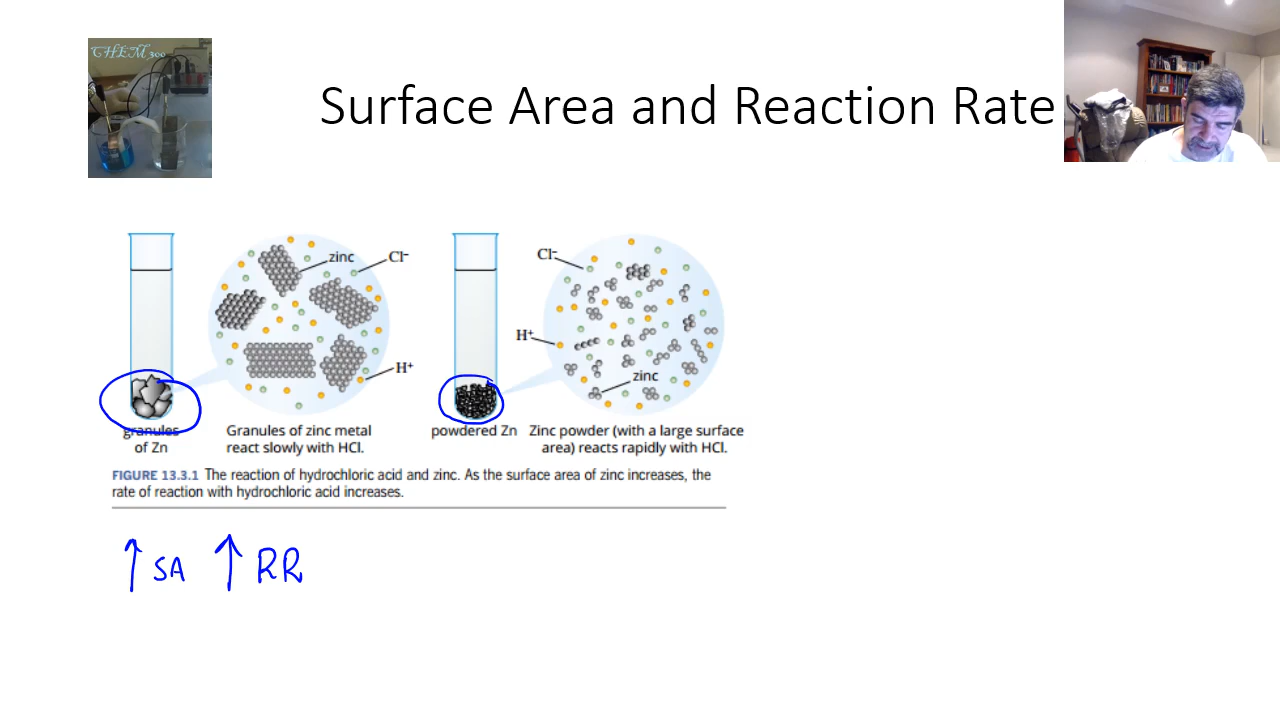 CHEM 300
Surface Area and Reaction Rate
zinc
Cl⁻
H⁺
granules
of Zn
Granules of zinc metal
react slowly with HCl.
Cl⁻
H⁺
zinc
powdered Zn
Zinc powder (with a large surface
area) reacts rapidly with HCl.
FIGURE 13.3.1 The reaction of hydrochloric acid and zinc. As the surface area of zinc increases, the
rate of reaction with hydrochloric acid increases.
↑ SA ↑ RR